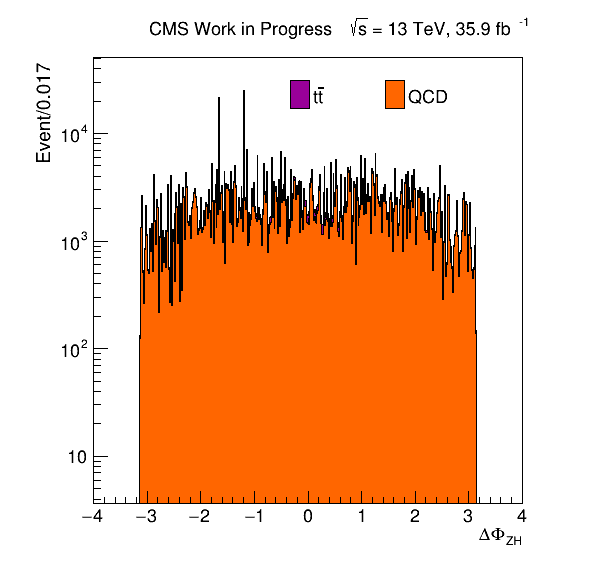 CMS Work in Progress √s = 13 TeV, 35.9 fb⁻¹
Event/0.017
tt̄ QCD
10⁴
10³
10²
10
−4 −3 −2 −1 0 1 2 3 4
ΔΦ_ZH